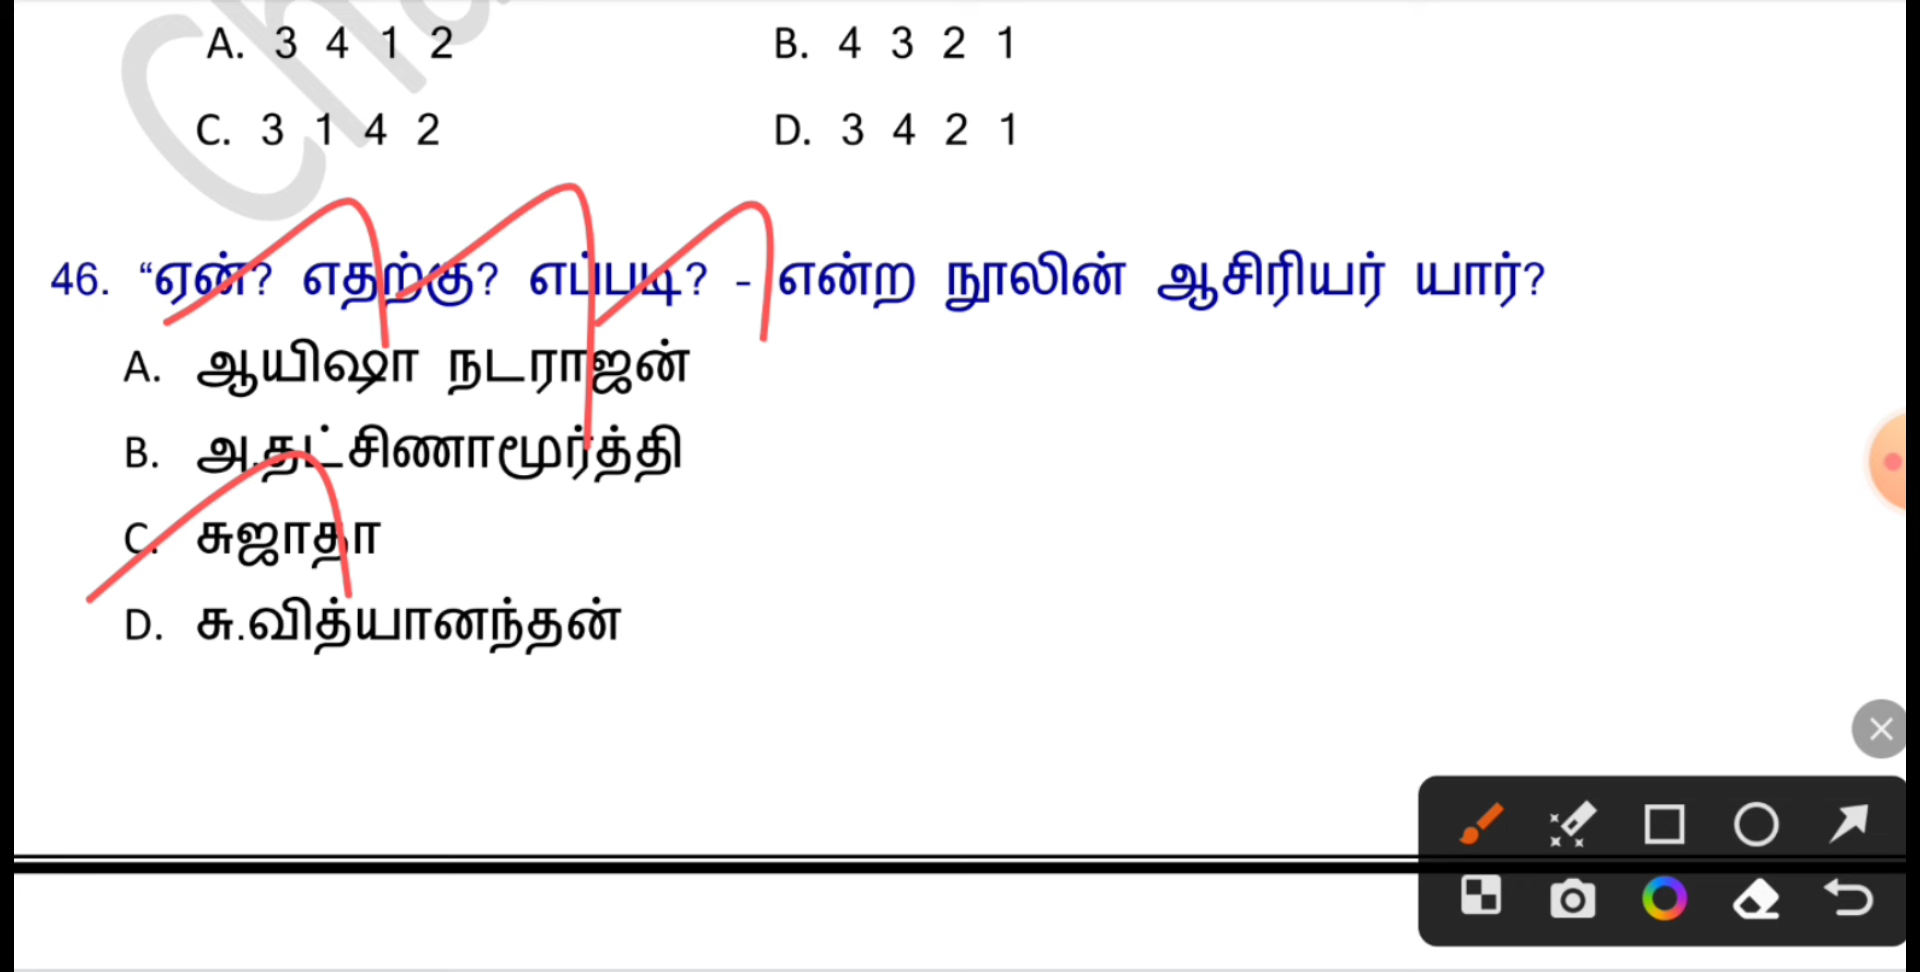 A. 3 4 1 2 B. 4 3 2 1
C. 3 1 4 2 D. 3 4 2 1
46. “ஏன்? எதற்கு? எப்படி? - என்ற நூலின் ஆசிரியர் யார்?
A. ஆயிஷா நடராஜன்
B. அ.தட்சிணாமூர்த்தி
C. சுஜாதா
D. சு.வித்யானந்தன்